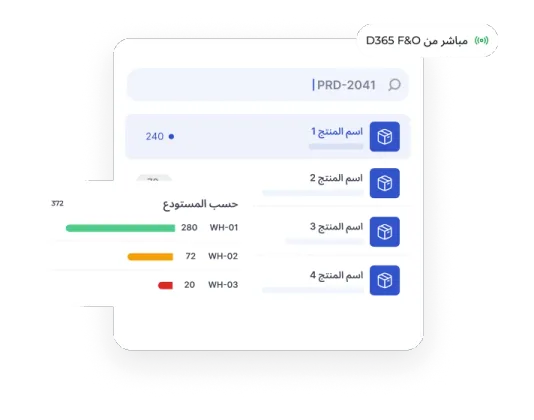 مباشر من D365 F&O
PRD-2041
اسم المنتج 1
240
اسم المنتج 2
حسب المستودع
372
WH-01 280
اسم المنتج 3
WH-02 72
اسم المنتج 4
WH-03 20